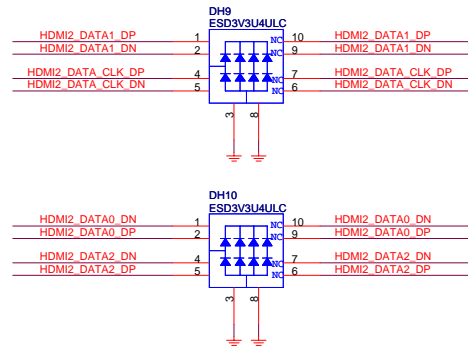 DH9
ESD3V3U4ULC
HDMI2_DATA1_DP 1 NC 10 HDMI2_DATA1_DP
HDMI2_DATA1_DN 2 NC 9 HDMI2_DATA1_DN
HDMI2_DATA_CLK_DP 4 NC 7 HDMI2_DATA_CLK_DP
HDMI2_DATA_CLK_DN 5 NC 6 HDMI2_DATA_CLK_DN
3 8
DH10
ESD3V3U4ULC
HDMI2_DATA0_DN 1 NC 10 HDMI2_DATA0_DN
HDMI2_DATA0_DP 2 NC 9 HDMI2_DATA0_DP
HDMI2_DATA2_DN 4 NC 7 HDMI2_DATA2_DN
HDMI2_DATA2_DP 5 NC 6 HDMI2_DATA2_DP
3 8